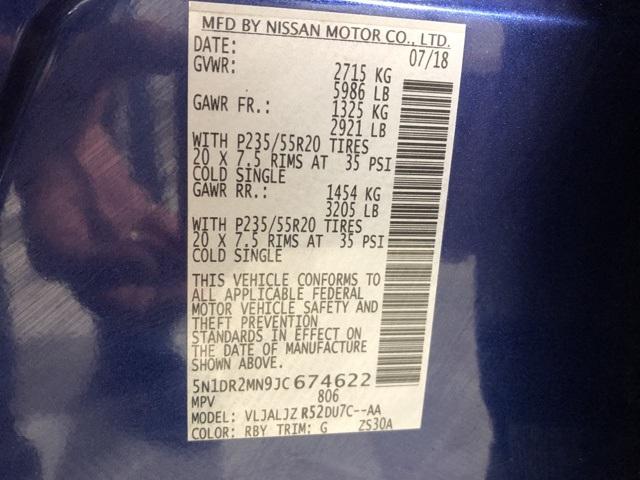 MFD BY NISSAN MOTOR CO., LTD.
DATE: 07/18
GVWR: 2715 KG
5986 LB
GAWR FR.: 1325 KG
2921 LB
WITH P235/55R20 TIRES
20 X 7.5 RIMS AT 35 PSI
COLD SINGLE
GAWR RR.: 1454 KG
3205 LB
WITH P235/55R20 TIRES
20 X 7.5 RIMS AT 35 PSI
COLD SINGLE
THIS VEHICLE CONFORMS TO
ALL APPLICABLE FEDERAL
MOTOR VEHICLE SAFETY AND
THEFT PREVENTION
STANDARDS IN EFFECT ON
THE DATE OF MANUFACTURE
SHOWN ABOVE.
5N1DR2MN9JC674622
MPV 806
MODEL: VLJALJZ R52DU7C--AA
COLOR: RBY TRIM: G ZS30A